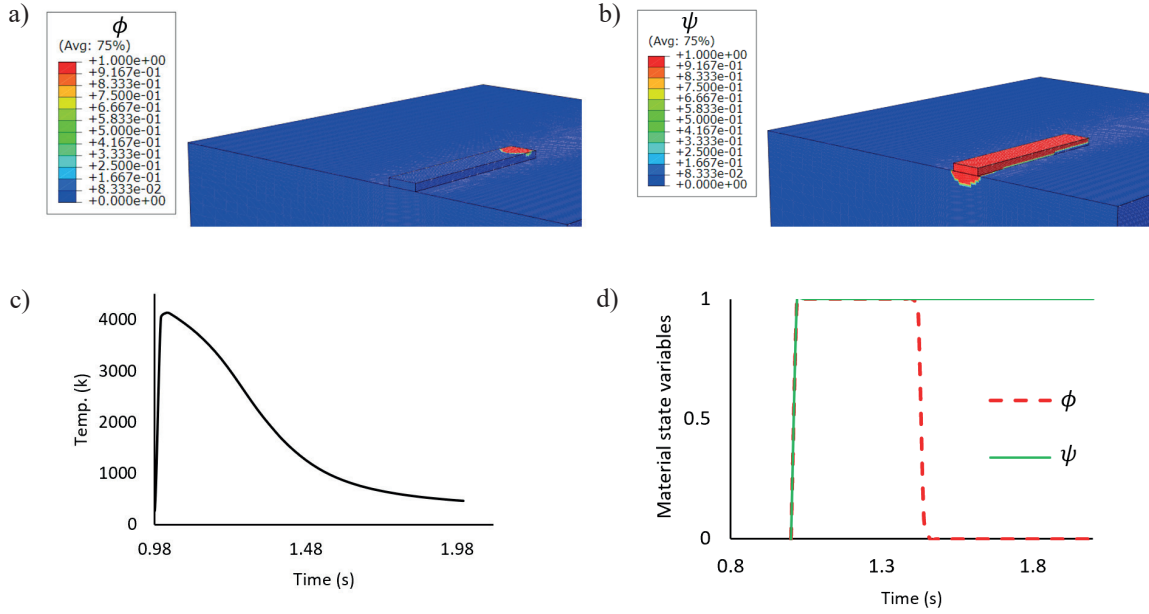 a)
ϕ
(Avg: 75%)
+1.000e+00
+9.167e-01
+8.333e-01
+7.500e-01
+6.667e-01
+5.833e-01
+5.000e-01
+4.167e-01
+3.333e-01
+2.500e-01
+1.667e-01
+8.333e-02
+0.000e+00
b)
ψ
(Avg: 75%)
+1.000e+00
+9.167e-01
+8.333e-01
+7.500e-01
+6.667e-01
+5.833e-01
+5.000e-01
+4.167e-01
+3.333e-01
+2.500e-01
+1.667e-01
+8.333e-02
+0.000e+00
c)
Temp. (k)
4000
3000
2000
1000
0
0.98 1.48 1.98
Time (s)
d)
Material state variables
1
0.5
0
0.8 1.3 1.8
Time (s)
ϕ
ψ